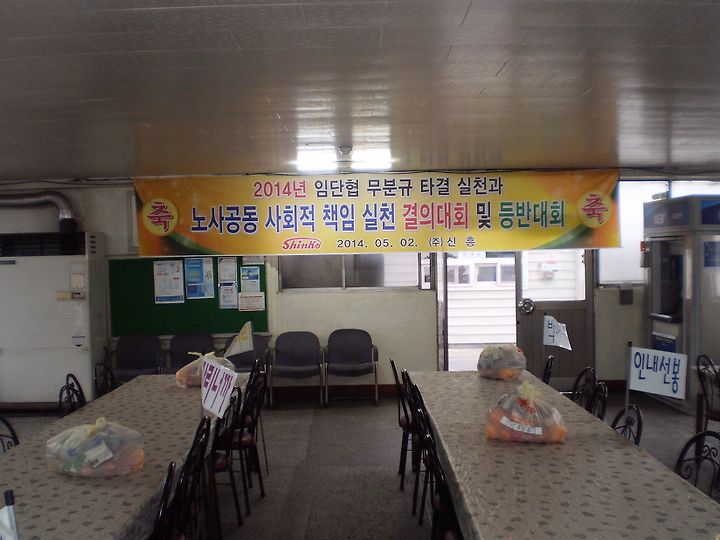 2014년 임단협 무분규 타결 실천과
축 노사공동 사회적 책임 실천 결의대회 및 등반대회 축
Shinho 2014. 05. 02. (주) 신 흥
인내선봉